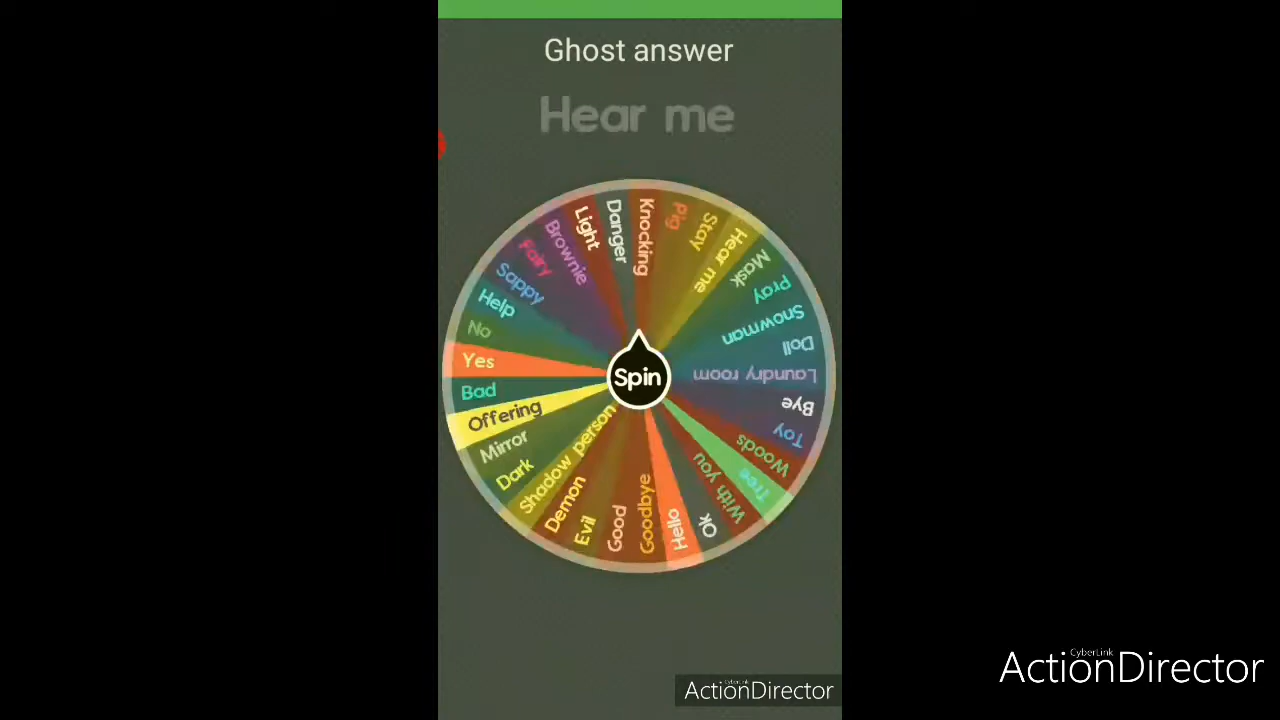 Ghost answer
Hear me
Knocking
Pig
Stay
Hear me
Mask
Pray
Snowman
Doll
Laundry room
Bye
Toy
Woods
Tree
With you
Ok
Hello
Goodbye
Good
Evil
Demon
Shadow person
Dark
Mirror
Offering
Bad
Yes
No
Help
Sappy
Fairy
Brownie
Light
Danger
Spin
CyberLink
ActionDirector
CyberLink
ActionDirector